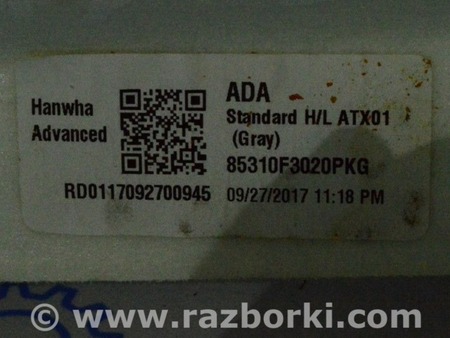 Hanwha
Advanced
ADA
Standard H/L ATX01
(Gray)
85310F3020PKG
RD0117092700945
09/27/2017 11:18 PM
© www.razborki.com